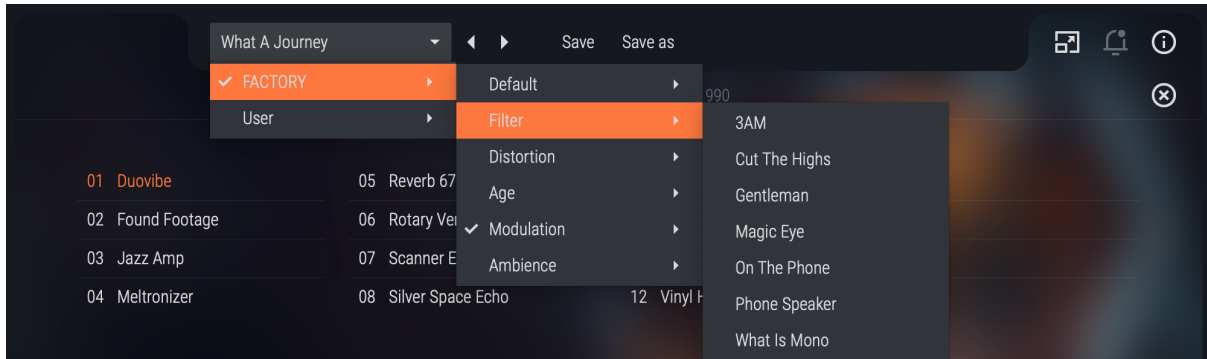 What A Journey Save Save as
FACTORY Default 990
User Filter 3AM
Distortion Cut The Highs
01 Duovibe 05 Reverb 67 Age Gentleman
02 Found Footage 06 Rotary Modulation Magic Eye
03 Jazz Amp 07 Scanner Ambience On The Phone
04 Meltronizer 08 Silver Space Echo 12 Vinyl Phone Speaker
What Is Mono